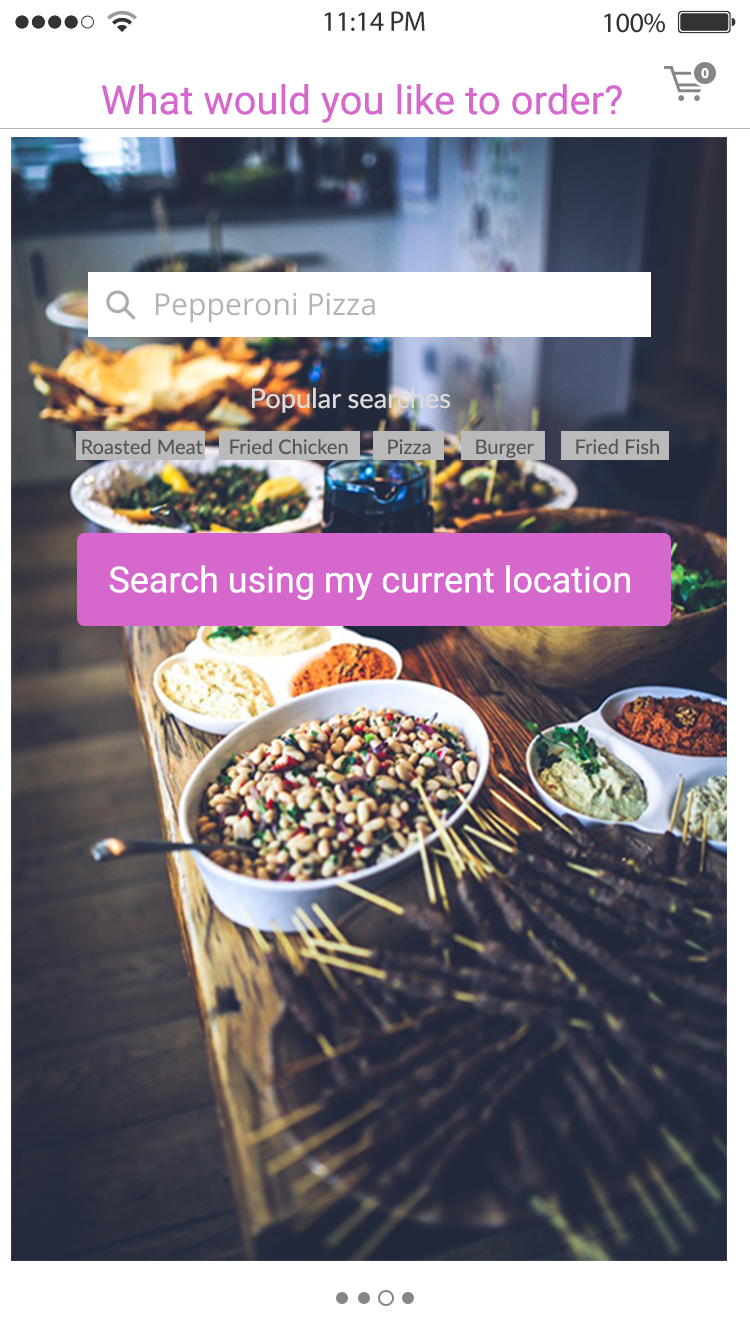 11:14 PM
100%
0
What would you like to order?
Pepperoni Pizza
Popular searches
Roasted Meat Fried Chicken Pizza Burger Fried Fish
Search using my current location